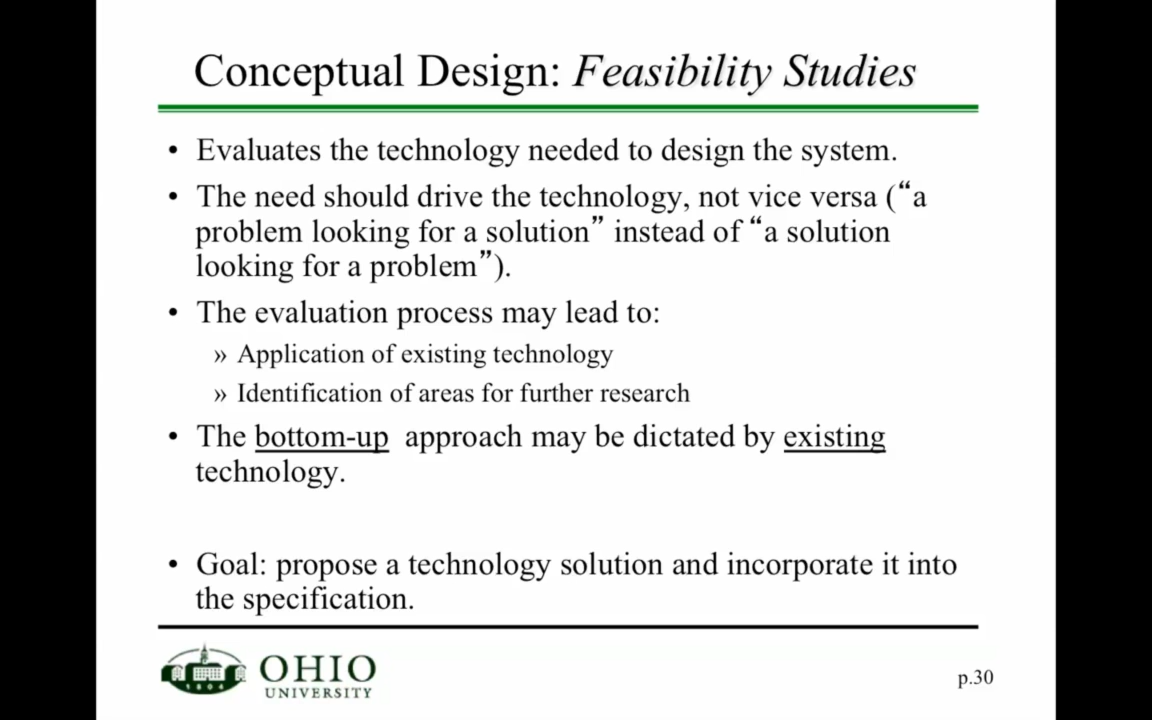 Conceptual Design: Feasibility Studies
• Evaluates the technology needed to design the system.
• The need should drive the technology, not vice versa (“a
problem looking for a solution” instead of “a solution
looking for a problem”).
• The evaluation process may lead to:
» Application of existing technology
» Identification of areas for further research
• The bottom-up approach may be dictated by existing
technology.
• Goal: propose a technology solution and incorporate it into
the specification.
1804
OHIO
UNIVERSITY
p.30